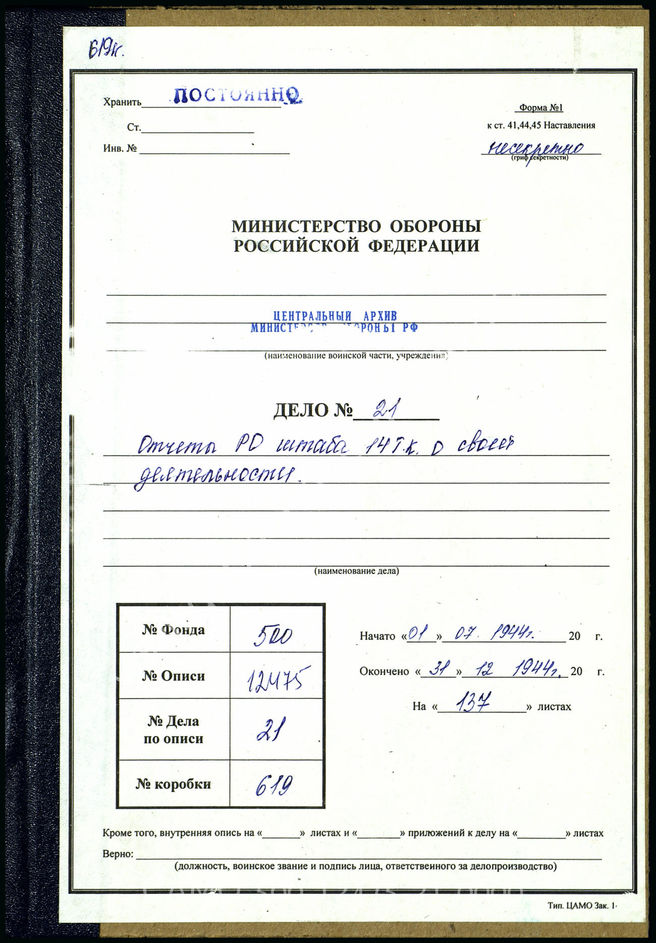 619к.
Хранить ПОСТОЯННО
Форма №1
Ст.
к ст. 41,44,45 Наставления
Инв. №
несекретно
(гриф секретности)
МИНИСТЕРСТВО ОБОРОНЫ
РОССИЙСКОЙ ФЕДЕРАЦИИ
ЦЕНТРАЛЬНЫЙ АРХИВ
РФ
(наименование воинской части, учреждения)
ДЕЛО № 21
Отчеты РО штаба 14 Т.К. о своей
деятельности.
(наименование дела)
№ Фонда 500
№ Описи 12475
№ Дела
по описи 21
№ коробки 619
Начато «01» 07. 1944г. 20 г.
Окончено «31» 12 1944г. 20 г.
На «137» листах
Кроме того, внутренняя опись на « » листах и « » приложений к делу на « » листах
Верно:
(должность, воинское звание и подпись лица, ответственного за делопроизводство)
Тип. ЦАМО Зак. 1